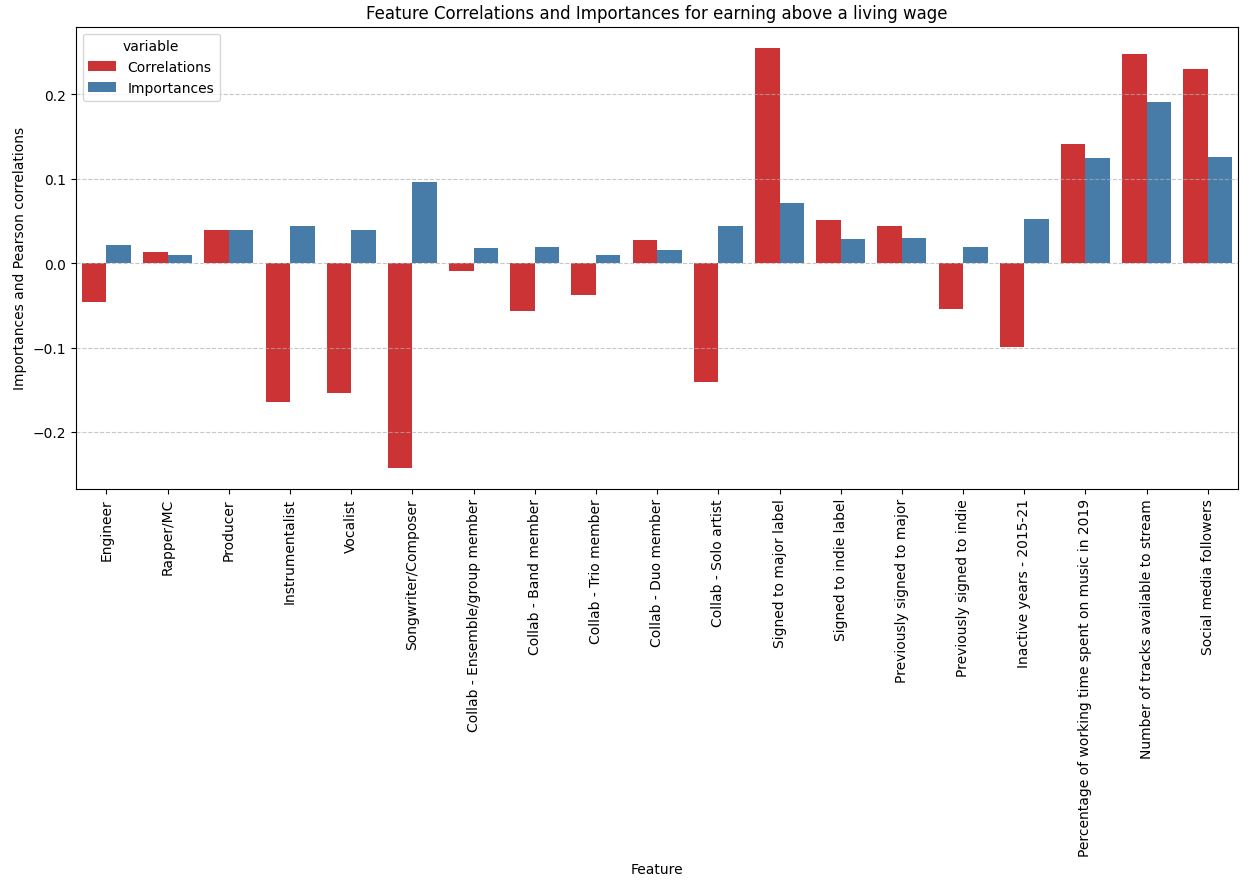 Feature Correlations and Importances for earning above a living wage
variable
Correlations
Importances
Importances and Pearson correlations
0.2
0.1
0.0
−0.1
−0.2
Engineer
Rapper/MC
Producer
Instrumentalist
Vocalist
Songwriter/Composer
Collab - Ensemble/group member
Collab - Band member
Collab - Trio member
Collab - Duo member
Collab - Solo artist
Signed to major label
Signed to indie label
Previously signed to major
Previously signed to indie
Inactive years - 2015-21
Percentage of working time spent on music in 2019
Number of tracks available to stream
Social media followers
Feature